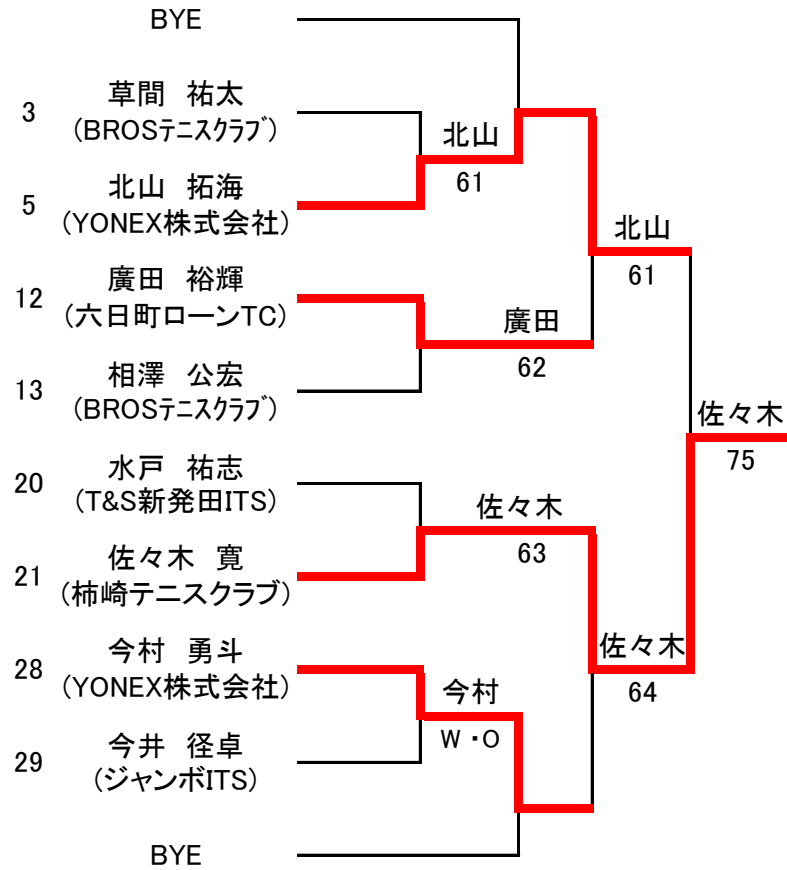 BYE
3
草間　祐太
(BROSﾃﾆｽｸﾗﾌﾞ)
5
北山　拓海
(YONEX株式会社)
北山
61
12
廣田　裕輝
(六日町ローンTC)
13
相澤　公宏
(BROSﾃﾆｽｸﾗﾌﾞ)
廣田
62
北山
61
20
水戸　祐志
(T&S新発田ITS)
21
佐々木　寛
(柿崎テニスクラブ)
佐々木
63
28
今村　勇斗
(YONEX株式会社)
29
今井　径卓
(ジャンボITS)
今村
W・O
佐々木
64
佐々木
75
BYE